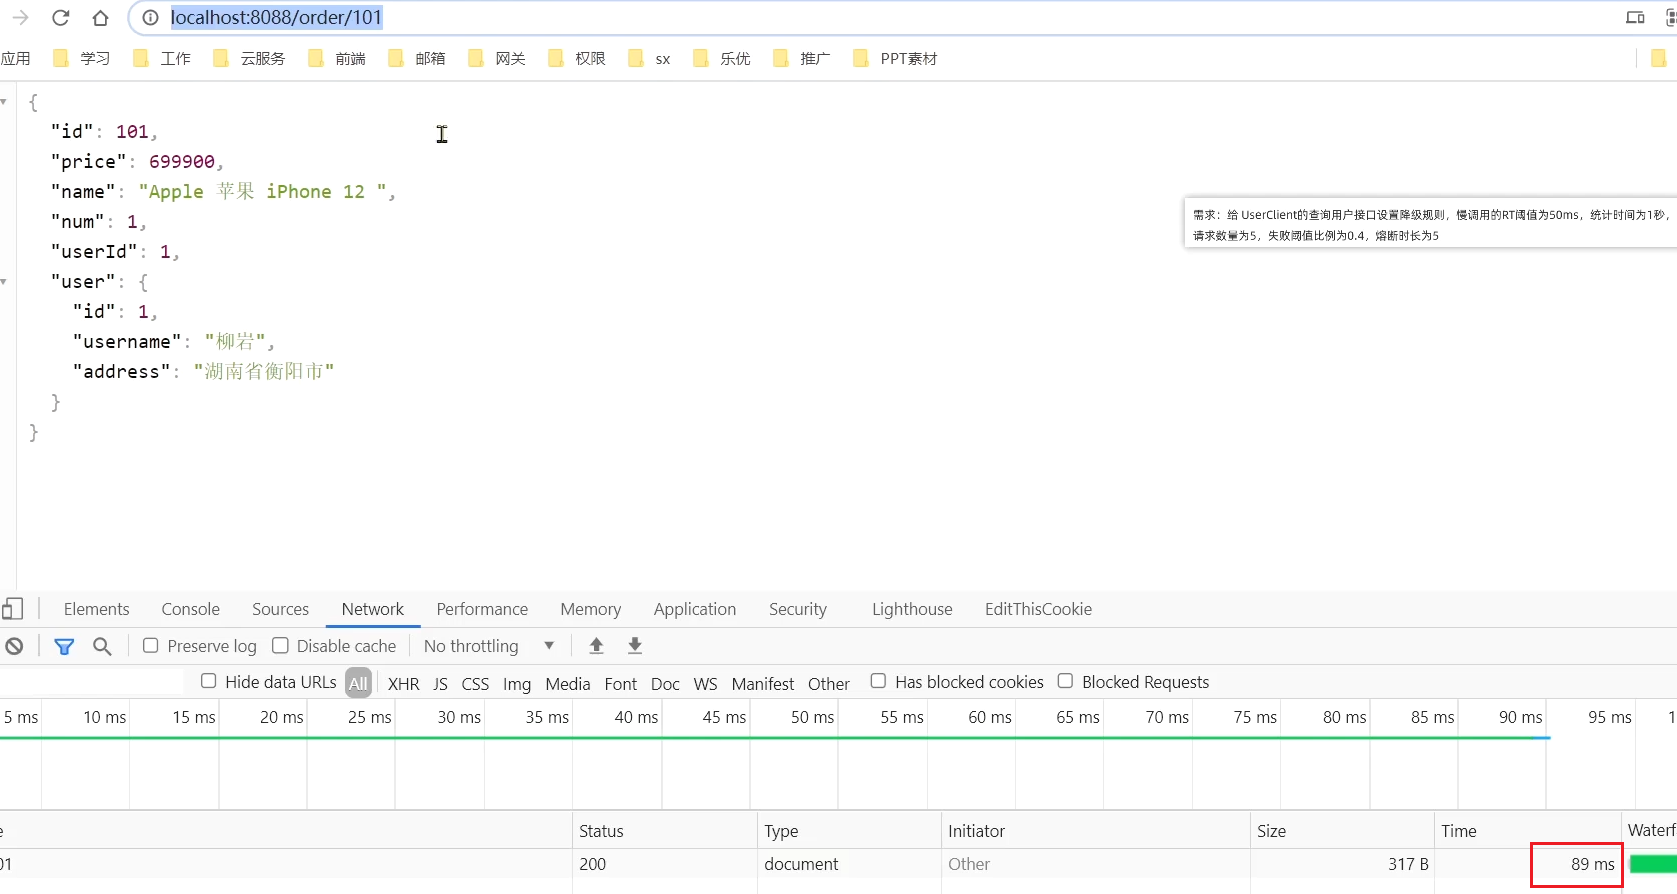 localhost:8088/order/101
应用 学习 工作 云服务 前端 邮箱 网关 权限 sx 乐优 推广 PPT素材
{
"id": 101,
"price": 699900,
"name": "Apple 苹果 iPhone 12 ",
"num": 1,
"userId": 1,
"user": {
"id": 1,
"username": "柳岩",
"address": "湖南省衡阳市"
}
}
需求：给 UserClient的查询用户接口设置降级规则，慢调用的RT阈值为50ms，统计时间为1秒，
请求数量为5，失败阈值比例为0.4，熔断时长为5
Elements Console Sources Network Performance Memory Application Security Lighthouse EditThisCookie
Preserve log Disable cache No throttling
Hide data URLs All XHR JS CSS Img Media Font Doc WS Manifest Other Has blocked cookies Blocked Requests
5 ms 10 ms 15 ms 20 ms 25 ms 30 ms 35 ms 40 ms 45 ms 50 ms 55 ms 60 ms 65 ms 70 ms 75 ms 80 ms 85 ms 90 ms 95 ms 1
e Status Type Initiator Size Time Waterf
01 200 document Other 317 B 89 ms